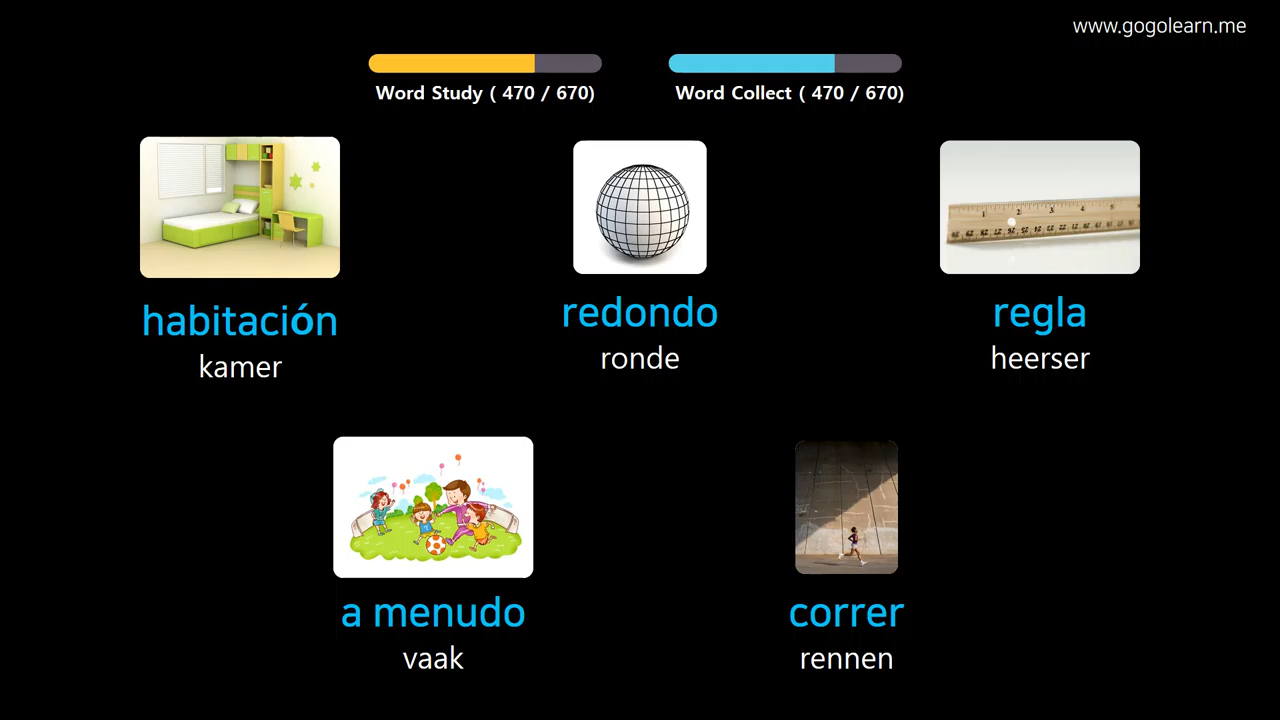 www.gogolearn.me
Word Study ( 470 / 670)
Word Collect ( 470 / 670)
habitación
kamer
redondo
ronde
regla
heerser
a menudo
vaak
correr
rennen